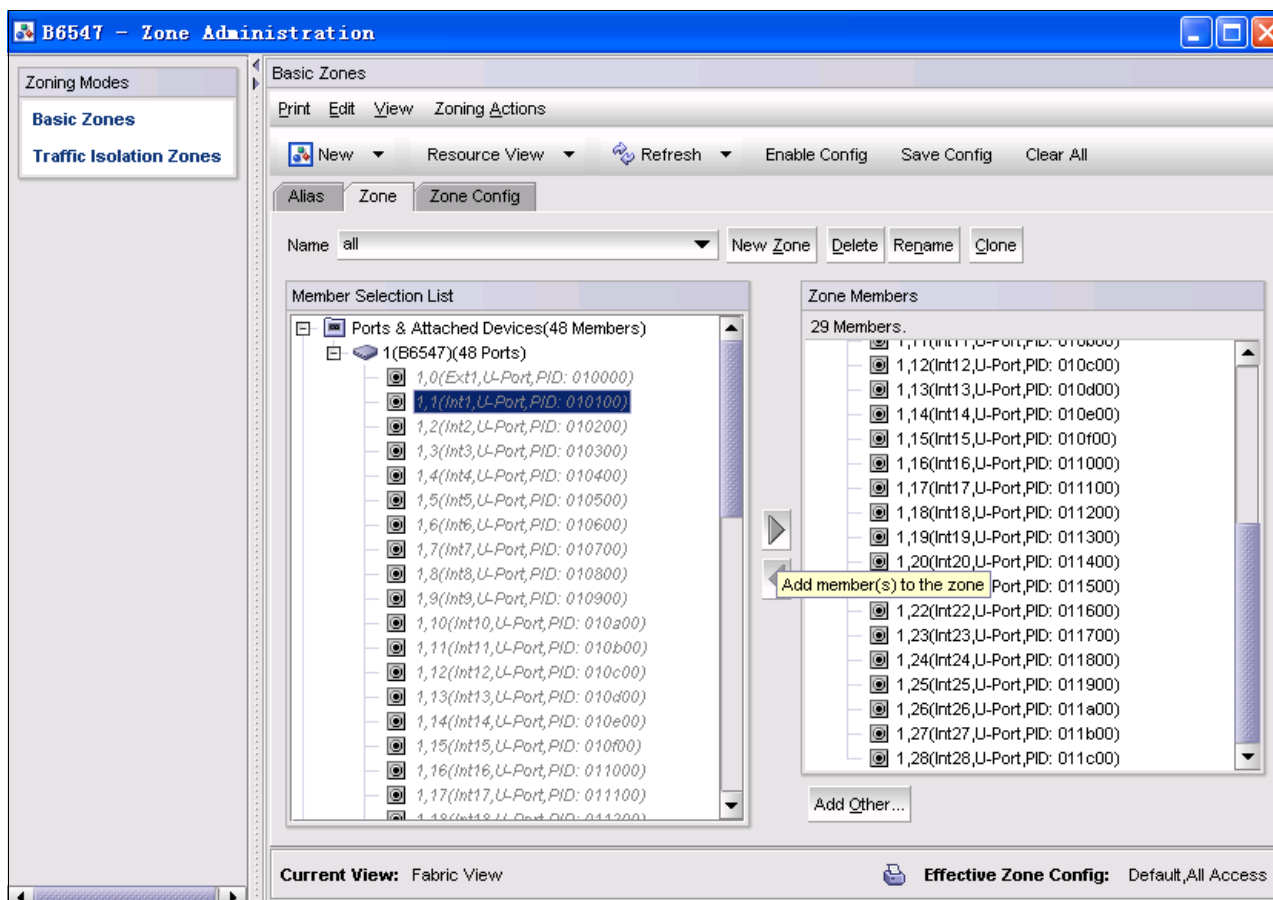 B6547 - Zone Administration
Zoning Modes
Basic Zones
Traffic Isolation Zones
Basic Zones
Print Edit View Zoning Actions
New Resource View Refresh Enable Config Save Config Clear All
Alias Zone Zone Config
Name all New Zone Delete Rename Clone
Member Selection List
Ports & Attached Devices(48 Members)
1(B6547)(48 Ports)
1,0(Ext1,U-Port,PID: 010000)
1,1(Int1,U-Port,PID: 010100)
1,2(Int2,U-Port,PID: 010200)
1,3(Int3,U-Port,PID: 010300)
1,4(Int4,U-Port,PID: 010400)
1,5(Int5,U-Port,PID: 010500)
1,6(Int6,U-Port,PID: 010600)
1,7(Int7,U-Port,PID: 010700)
1,8(Int8,U-Port,PID: 010800)
1,9(Int9,U-Port,PID: 010900)
1,10(Int10,U-Port,PID: 010a00)
1,11(Int11,U-Port,PID: 010b00)
1,12(Int12,U-Port,PID: 010c00)
1,13(Int13,U-Port,PID: 010d00)
1,14(Int14,U-Port,PID: 010e00)
1,15(Int15,U-Port,PID: 010f00)
1,16(Int16,U-Port,PID: 011000)
1,17(Int17,U-Port,PID: 011100)
1,18(Int18,U-Port,PID: 011200)
Add member(s) to the zone
Zone Members
29 Members.
1,11(Int11,U-Port,PID: 010b00)
1,12(Int12,U-Port,PID: 010c00)
1,13(Int13,U-Port,PID: 010d00)
1,14(Int14,U-Port,PID: 010e00)
1,15(Int15,U-Port,PID: 010f00)
1,16(Int16,U-Port,PID: 011000)
1,17(Int17,U-Port,PID: 011100)
1,18(Int18,U-Port,PID: 011200)
1,19(Int19,U-Port,PID: 011300)
1,20(Int20,U-Port,PID: 011400)
Port,PID: 011500)
1,22(Int22,U-Port,PID: 011600)
1,23(Int23,U-Port,PID: 011700)
1,24(Int24,U-Port,PID: 011800)
1,25(Int25,U-Port,PID: 011900)
1,26(Int26,U-Port,PID: 011a00)
1,27(Int27,U-Port,PID: 011b00)
1,28(Int28,U-Port,PID: 011c00)
Add Other...
Current View: Fabric View
Effective Zone Config: Default,All Access